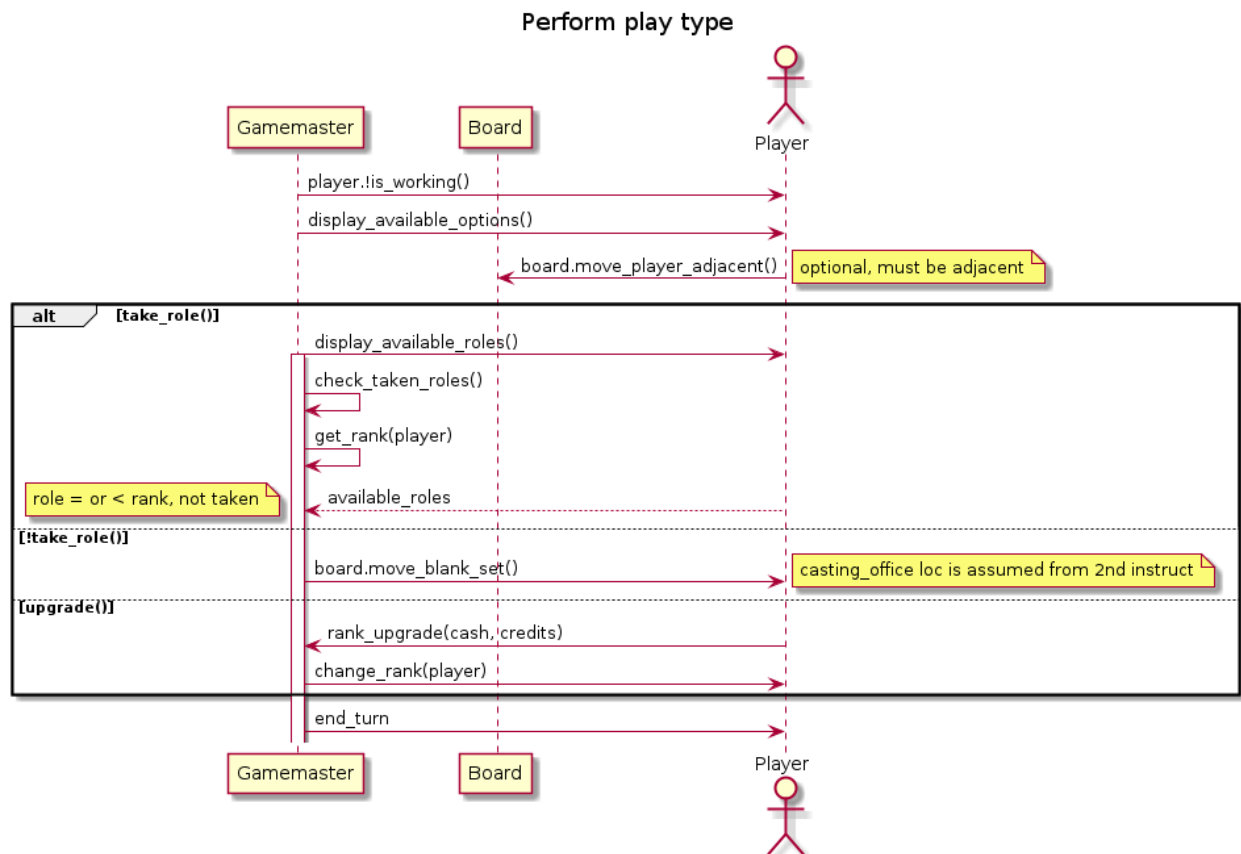 Perform play type
Player
Gamemaster
Board
player.!is_working()
display_available_options()
board.move_player_adjacent()
optional, must be adjacent
alt
[take_role()]
display_available_roles()
check_taken_roles()
get_rank(player)
role = or < rank, not taken
available_roles
[!take_role()]
board.move_blank_set()
casting_office loc is assumed from 2nd instruct
[upgrade()]
rank_upgrade(cash, credits)
change_rank(player)
end_turn
Gamemaster
Board
Player